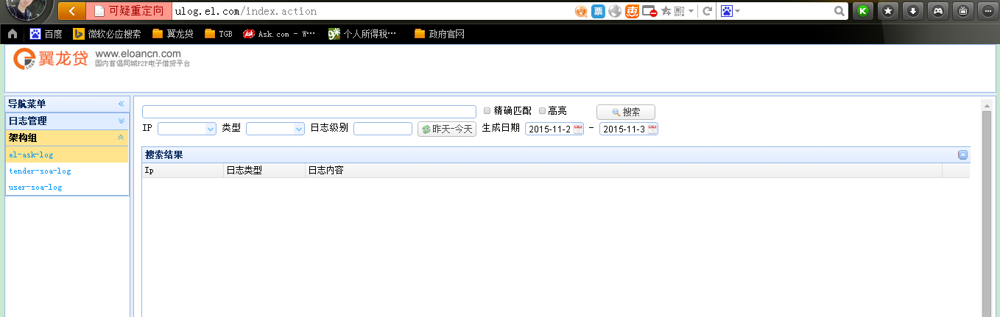 可疑重定向 ulog.el.com/index.action 票 惠
百度 微软必应搜索 翼龙贷 TGB Ask.com - W… 个人所得税… 政府官网
翼龙贷 www.eloancn.com
国内首倡同城P2P电子借贷平台
导航菜单
日志管理
架构组
el-ask-log
tender-soa-log
user-soa-log
精确匹配 高亮 搜索
IP 类型 日志级别 昨天-今天 生成日期 2015-11-2 - 2015-11-3
搜索结果
Ip 日志类型 日志内容